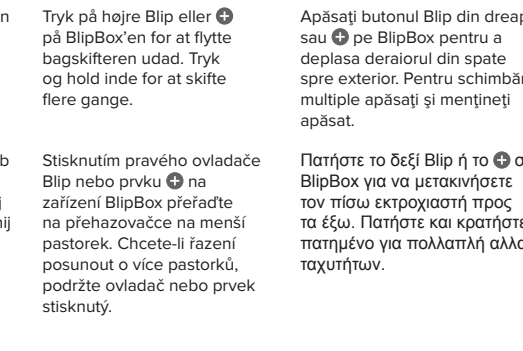 Tryk på højre Blip eller ⊕
på BlipBox'en for at flytte
bagskifteren udad. Tryk
og hold inde for at skifte
flere gange.
Apăsaţi butonul Blip din
sau ⊕ pe BlipBox pentru a
deplasa deraiorul din spate
spre exterior. Pentru
multiple apăsaţi şi menţineţi
apăsat.
Stisknutím pravého ovladače
Blip nebo prvku ⊕ na
zařízení BlipBox přeřaďte
na přehazovačce na menší
pastorek. Chcete-li řazení
posunout o více pastorků,
podržte ovladač nebo prvek
stisknutý.
Πατήστε το δεξί Blip ή το ⊕
BlipBox για να μετακινήσετε
τον πίσω εκτροχιαστή προς
τα έξω. Πατήστε και
πατημένο για πολλαπλή
ταχυτήτων.